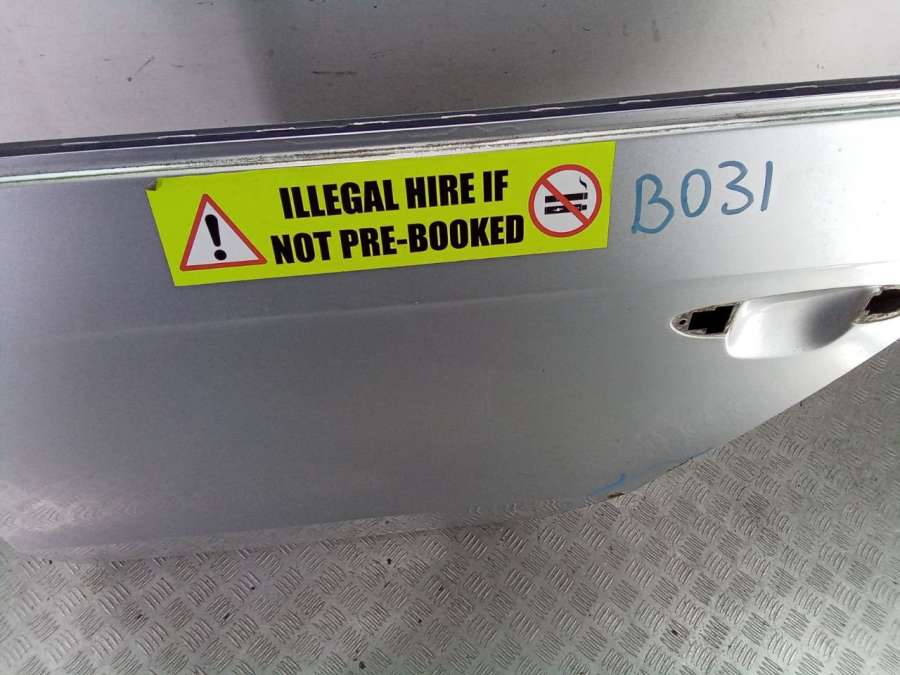 ILLEGAL HIRE IF
NOT PRE-BOOKED
B031